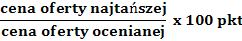 cena oferty najtańszej
cena oferty ocenianej x 100 pkt